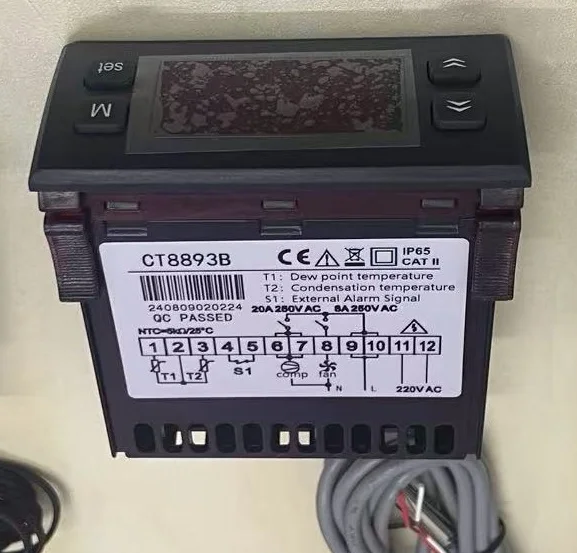 set
M
CT8893B
CE IP65
CAT II
T1: Dew point temperature
T2: Condensation temperature
S1: External Alarm Signal
240809020224
QC PASSED
20A 250V AC 8A 250V AC
NTC=5kΩ/25°C
1 2 3 4 5 6 7 8 9 10 11 12
T1 T2 S1 comp fan N L 220V AC